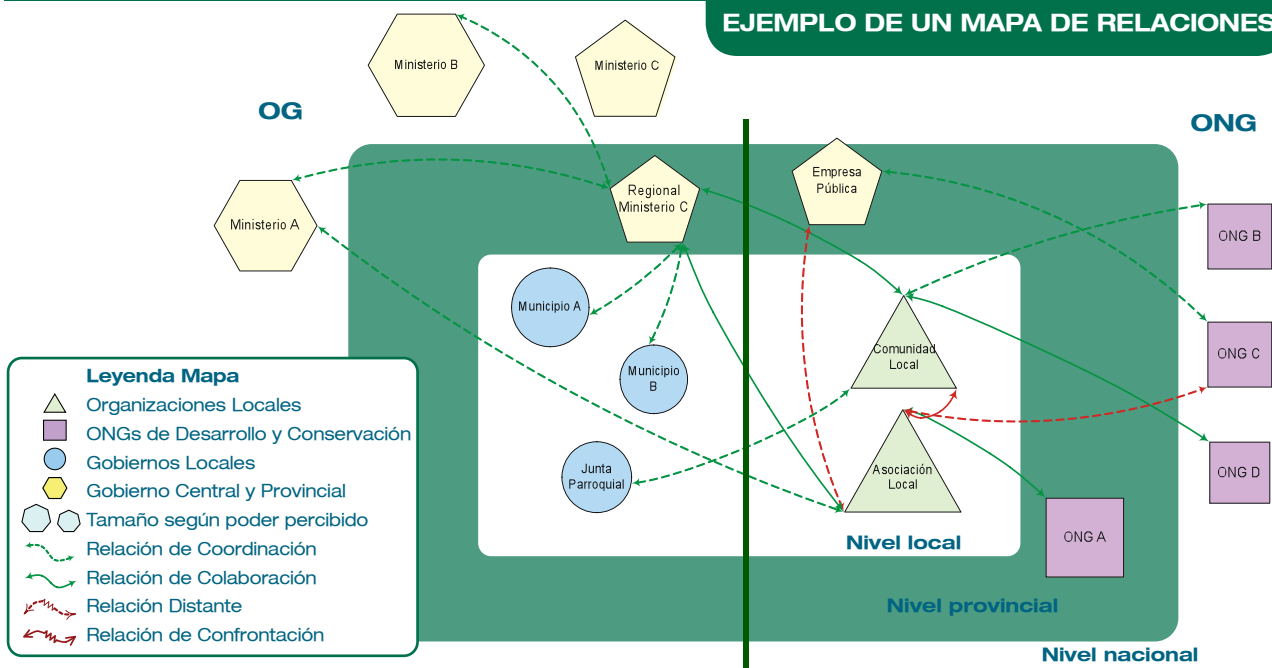 EJEMPLO DE UN MAPA DE RELACIONES
Ministerio B
Ministerio C
OG
ONG
Empresa
Pública
Regional
Ministerio C
Ministerio A
ONG B
Municipio A
Comunidad
Local
ONG C
Municipio
B
Leyenda Mapa
Organizaciones Locales
ONGs de Desarrollo y Conservación
Gobiernos Locales
Gobierno Central y Provincial
Tamaño según poder percibido
Relación de Coordinación
Relación de Colaboración
Relación Distante
Relación de Confrontación
Junta
Parroquial
Asociación
Local
ONG D
ONG A
Nivel local
Nivel provincial
Nivel nacional